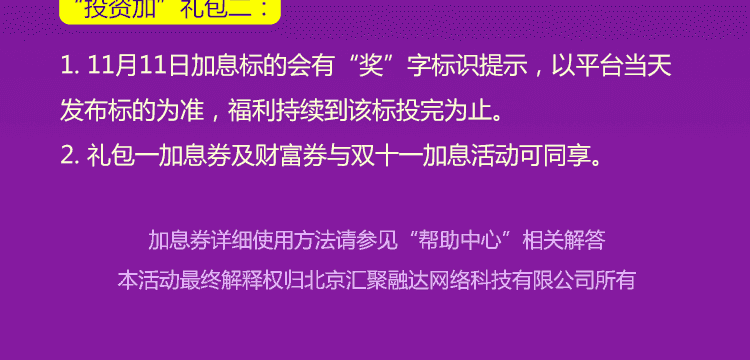 “投资加”礼包二：
1. 11月11日加息标的会有“奖”字标识提示，以平台当天
发布标的为准，福利持续到该标投完为止。
2. 礼包一加息券及财富券与双十一加息活动可同享。
加息券详细使用方法请参见“帮助中心”相关解答
本活动最终解释权归北京汇聚融达网络科技有限公司所有